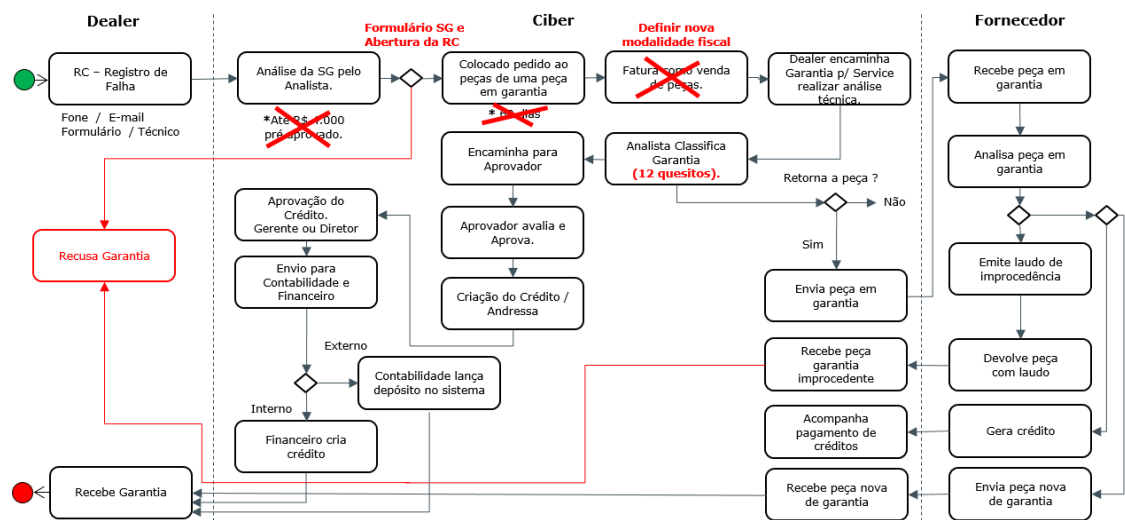 Dealer
Ciber
Fornecedor
Formulário SG e
Abertura da RC
Definir nova
modalidade fiscal
RC – Registro de
Falha
Fone / E-mail
Formulário / Técnico
Análise da SG pelo
Analista.
*Até R$ 4.000
pré aprovado.
Colocado pedido ao
peças de uma peça
em garantia
* 60 dias
Fatura como venda
de peças.
Dealer encaminha
Garantia p/ Service
realizar análise
técnica.
Recebe peça em
garantia
Encaminha para
Aprovador
Analista Classifica
Garantia
(12 quesitos).
Retorna a peça ?
Não
Sim
Analisa peça em
garantia
Aprovação do
Crédito.
Gerente ou Diretor
Aprovador avalia e
Aprova.
Recusa Garantia
Envio para
Contabilidade e
Financeiro
Criação do Crédito /
Andressa
Envia peça em
garantia
Emite laudo de
improcedência
Externo
Contabilidade lança
depósito no sistema
Recebe peça
garantia
improcedente
Devolve peça
com laudo
Interno
Financeiro cria
crédito
Acompanha
pagamento de
créditos
Gera crédito
Recebe Garantia
Recebe peça nova
de garantia
Envia peça nova
de garantia